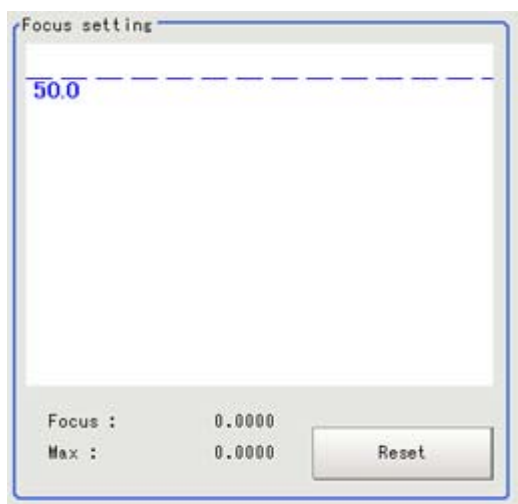 Focus setting
50.0
Focus : 0.0000
Max : 0.0000
Reset